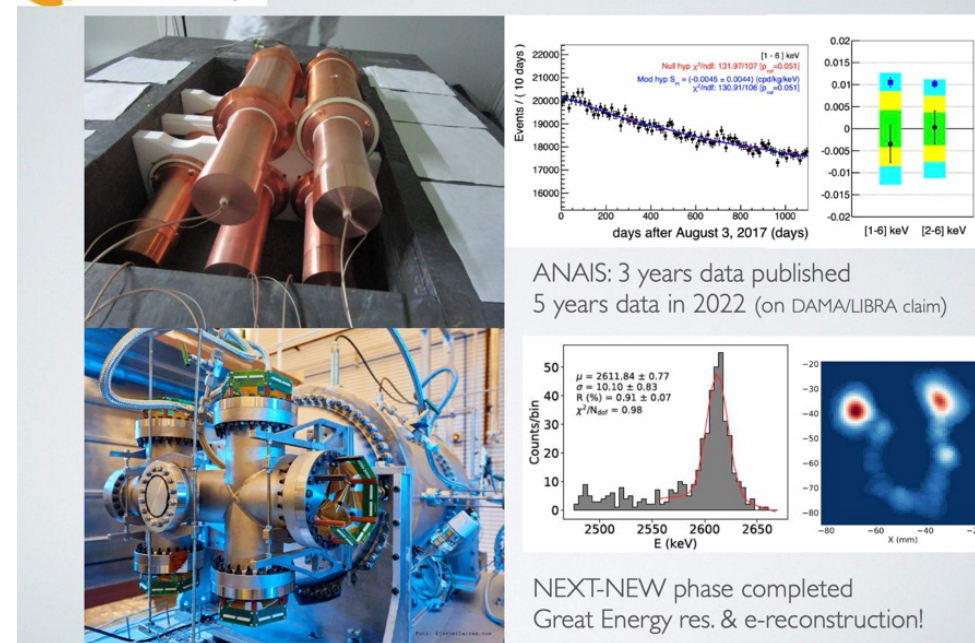 Events / ( 10 days )
22000
21000
20000
19000
18000
17000
16000
[1 - 6] keV
Null hyp χ²/ndf: 131.97/107 [p_val=0.051]
Mod hyp S_m = (-0.0045 ± 0.0044) (cpd/kg/keV)
χ²/ndf: 130.91/106 [p_val=0.051]
0 200 400 600 800 1000
days after August 3, 2017 (days)
0.02
0.015
0.01
0.005
0
-0.005
-0.01
-0.015
-0.02
[1-6] keV [2-6] keV
ANAIS: 3 years data published
5 years data in 2022 (on DAMA/LIBRA claim)
Counts/bin
50
40
30
20
10
0
μ = 2611.84 ± 0.77
σ = 10.10 ± 0.83
R (%) = 0.91 ± 0.07
χ²/N_dof = 0.98
2500 2550 2600 2650
E (keV)
−20
−30
−40
−50
−60
−70
−80
−80 −60 −40
X (mm)
NEXT-NEW phase completed
Great Energy res. & e-reconstruction!